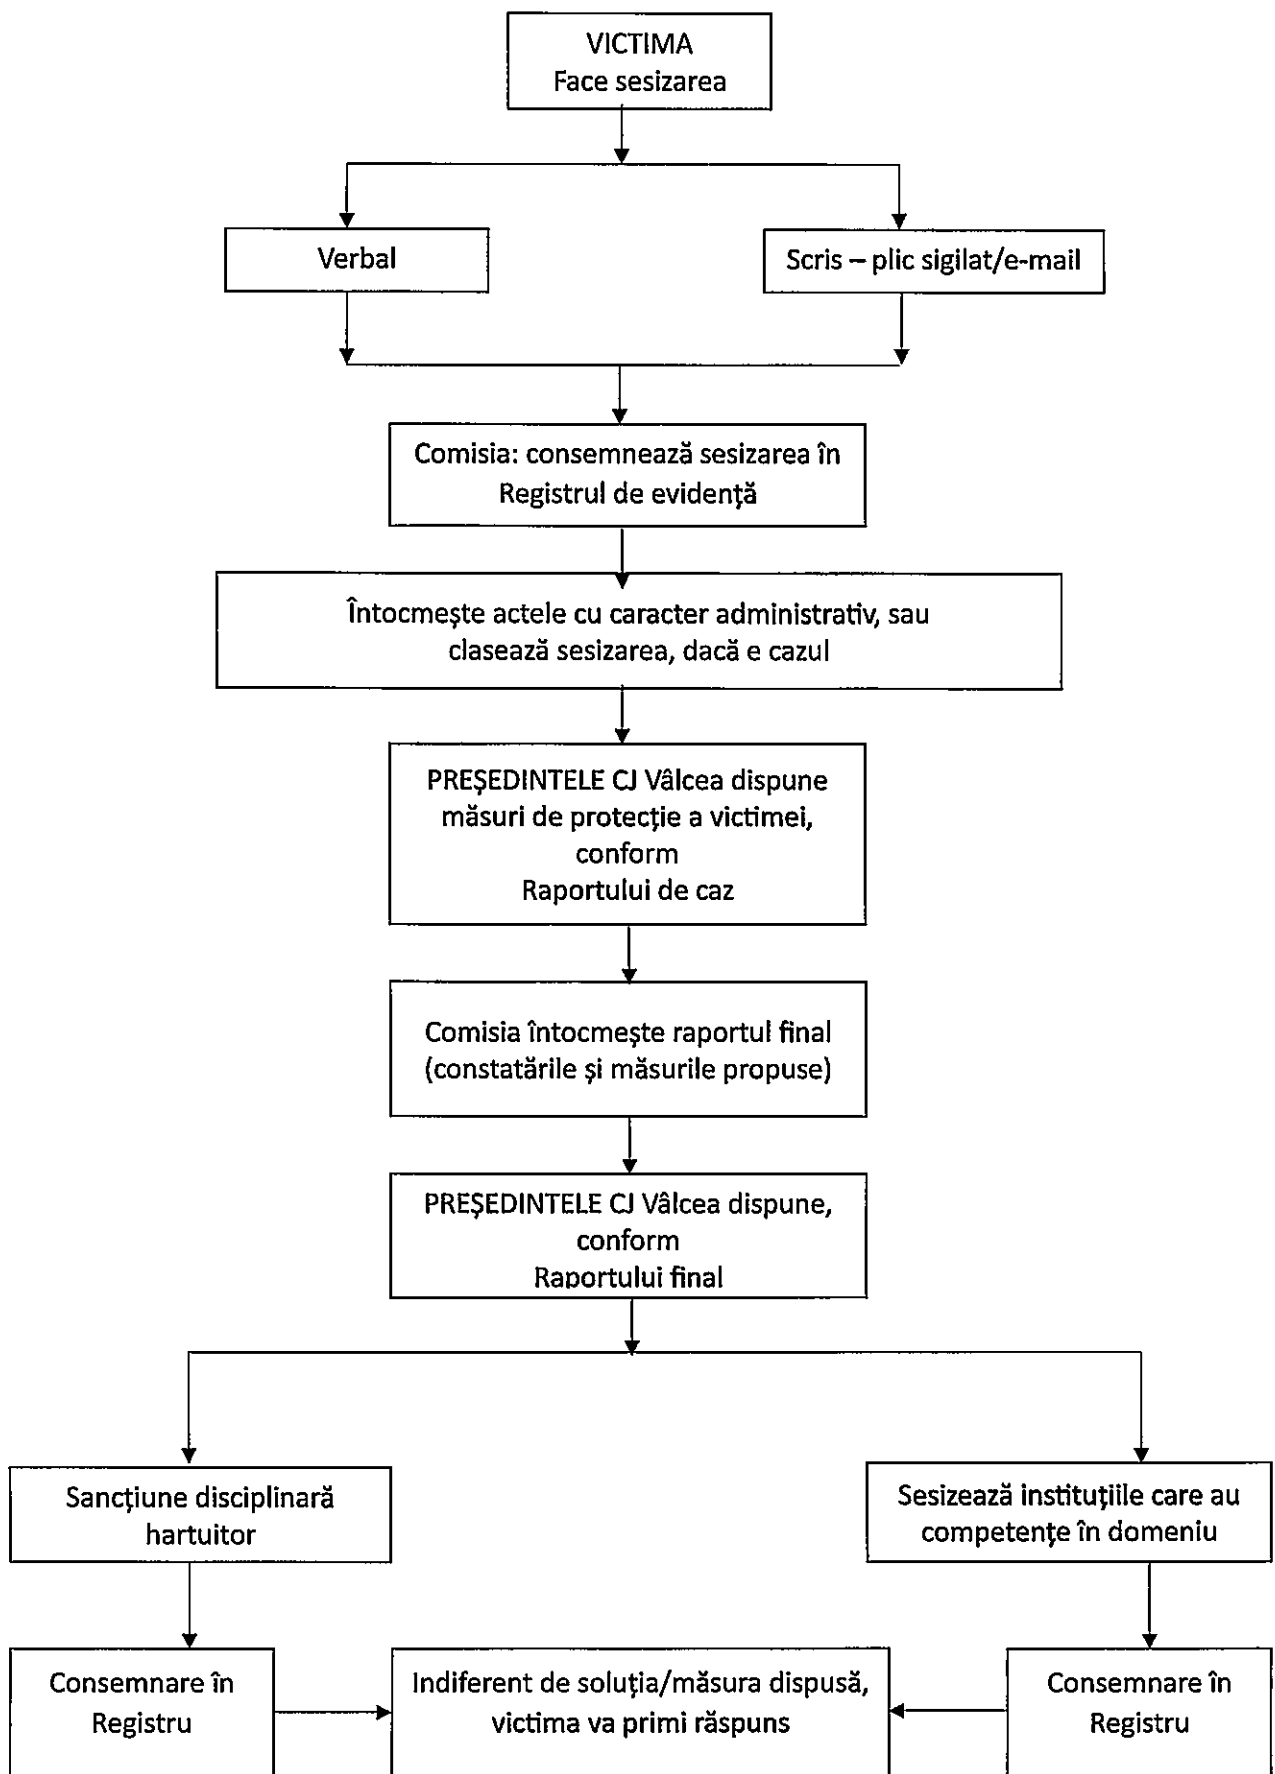 VICTIMA
Face sesizarea
Verbal
Scris – plic sigilat/e-mail
Comisia: consemnează sesizarea în
Registrul de evidență
Întocmește actele cu caracter administrativ, sau
clasează sesizarea, dacă e cazul
PREȘEDINTELE CJ Vâlcea dispune
măsuri de protecție a victimei,
conform
Raportului de caz
Comisia întocmește raportul final
(constatările și măsurile propuse)
PREȘEDINTELE CJ Vâlcea dispune,
conform
Raportului final
Sancțiune disciplinară
hartuitor
Sesizează instituțiile care au
competențe în domeniu
Consemnare în
Registru
Indiferent de soluția/măsura dispusă,
victima va primi răspuns
Consemnare în
Registru